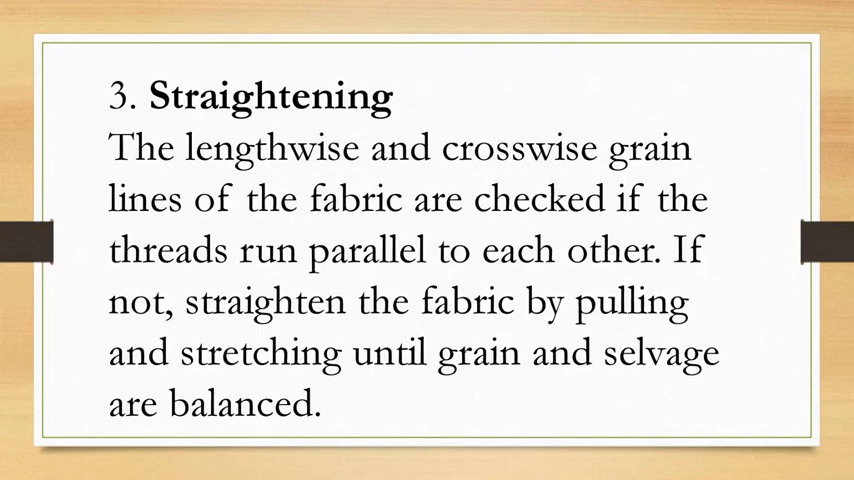 3. Straightening
The lengthwise and crosswise grain
lines of the fabric are checked if the
threads run parallel to each other. If
not, straighten the fabric by pulling
and stretching until grain and selvage
are balanced.